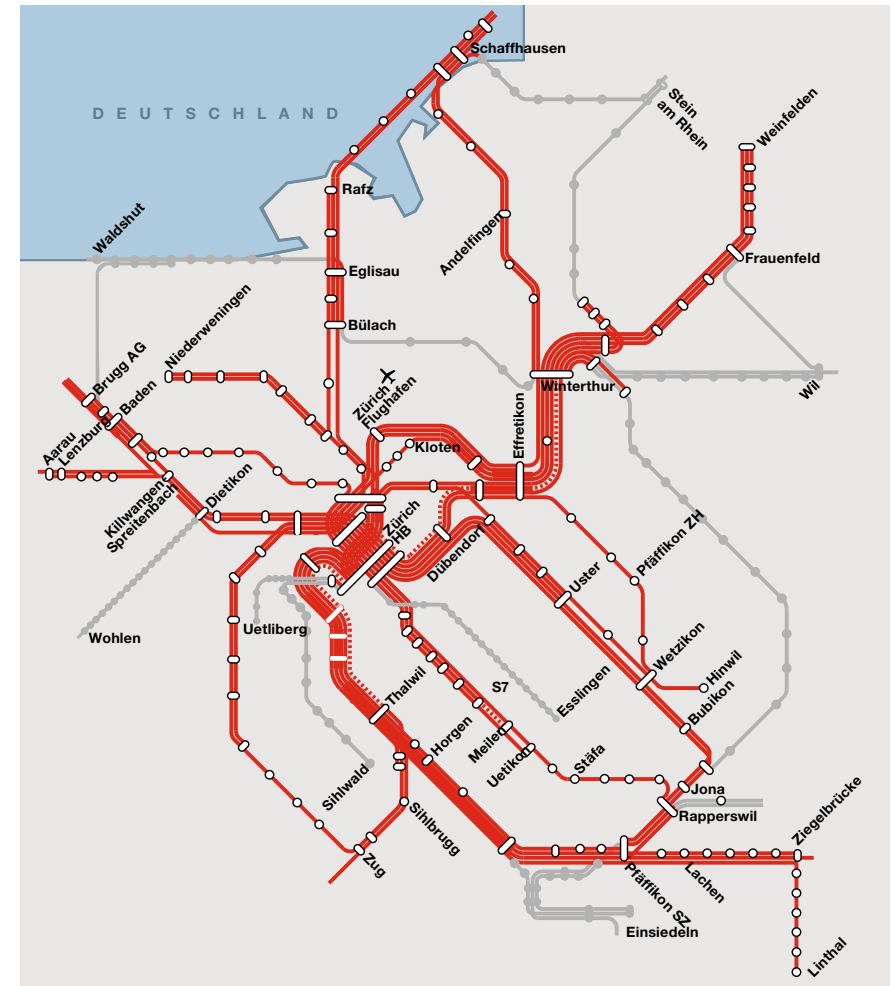 Schaffhausen
DEUTSCHLAND
Stein
am Rhein
Weinfelden
Rafz
Waldshut
Andelfingen
Frauenfeld
Eglisau
Bülach
Niederweningen
Zürich
Flughafen
Winterthur
Wil
Brugg AG
Baden
Effretikon
Kloten
Aarau
Lenzburg
Killwangen-
Spreitenbach
Dietikon
Zürich
HB
Dübendorf
Pfäffikon ZH
Uster
Wohlen
Uetliberg
Wetzikon
Hinwil
Esslingen
S7
Thalwil
Bubikon
Horgen
Meilen
Uetikon
Stäfa
Sihlwald
Jona
Rapperswil
Sihlbrugg
Zug
Ziegelbrücke
Lachen
Pfäffikon SZ
Einsiedeln
Linthal